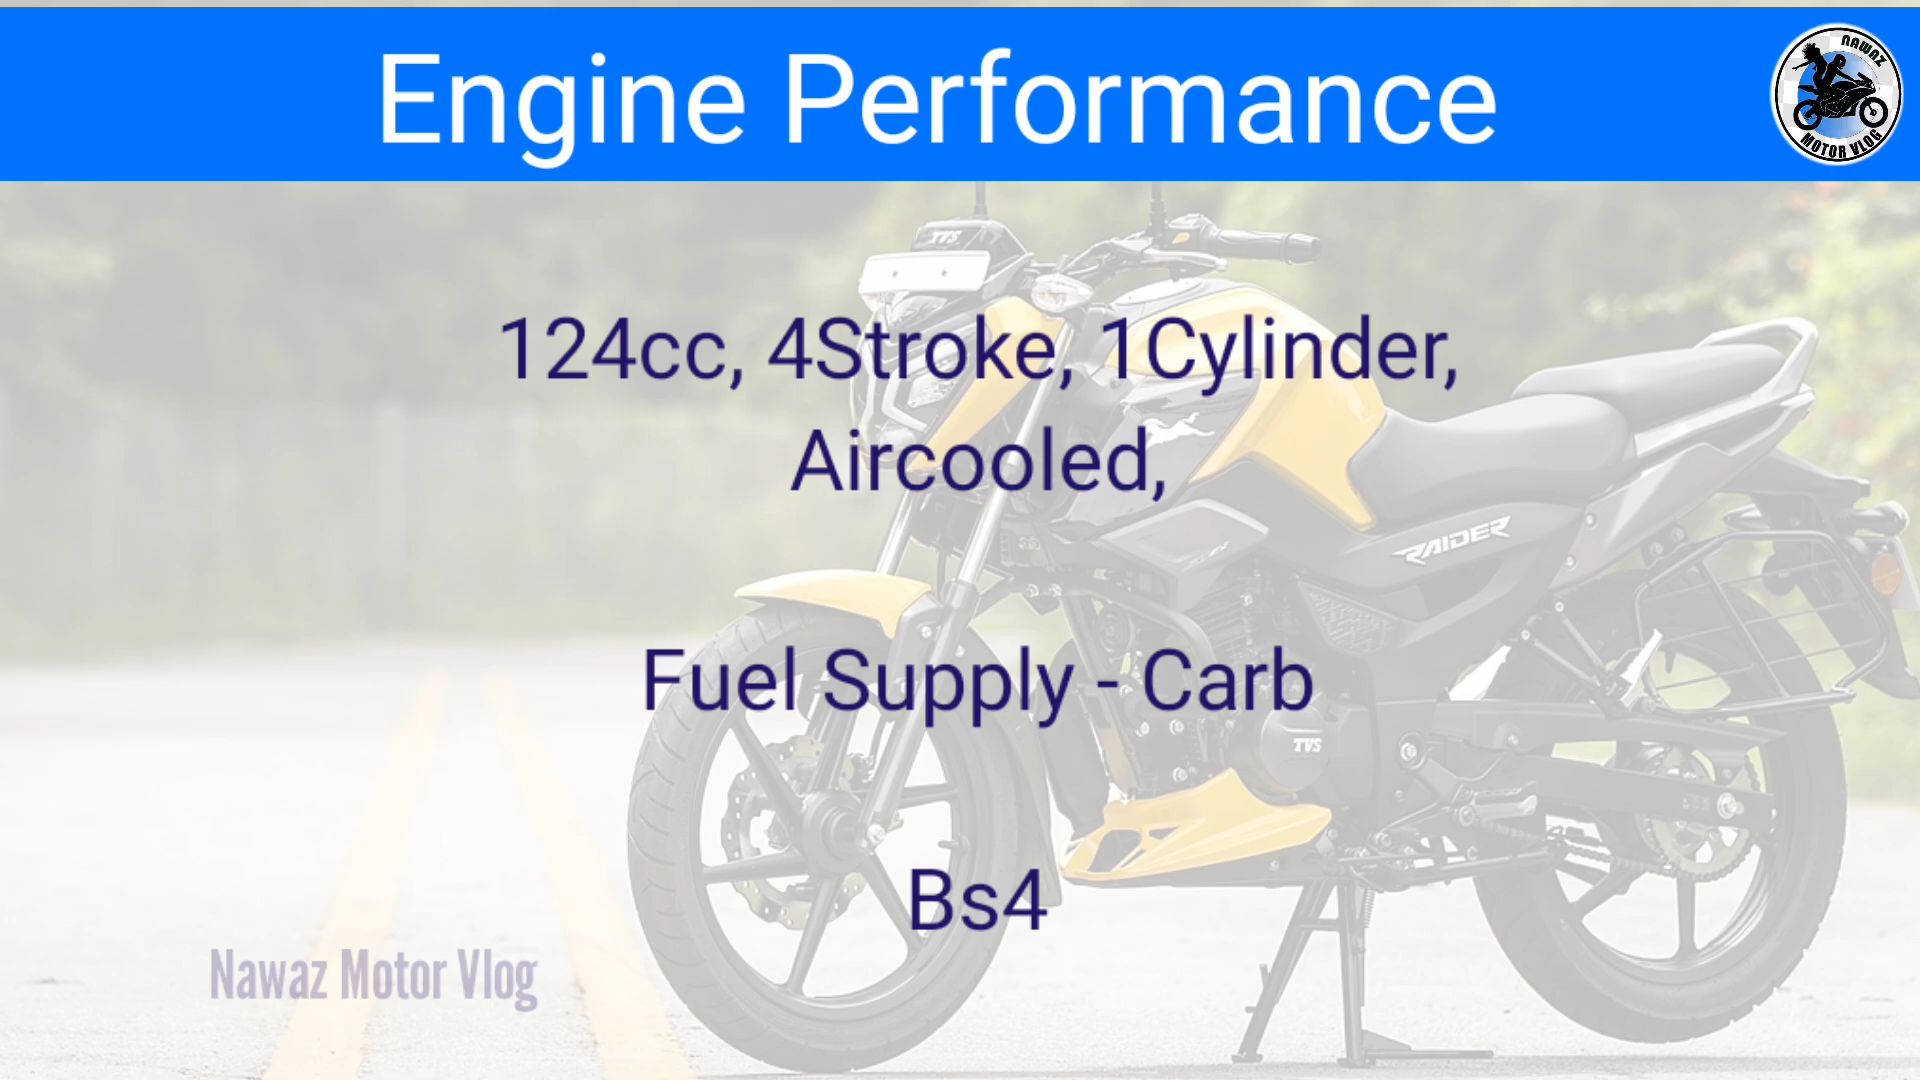 Engine Performance
NAWAZ
MOTOR VLOG
TVS
124cc, 4Stroke, 1Cylinder,
Aircooled,
RAIDER
Fuel Supply - Carb
TVS
Bs4
Nawaz Motor Vlog